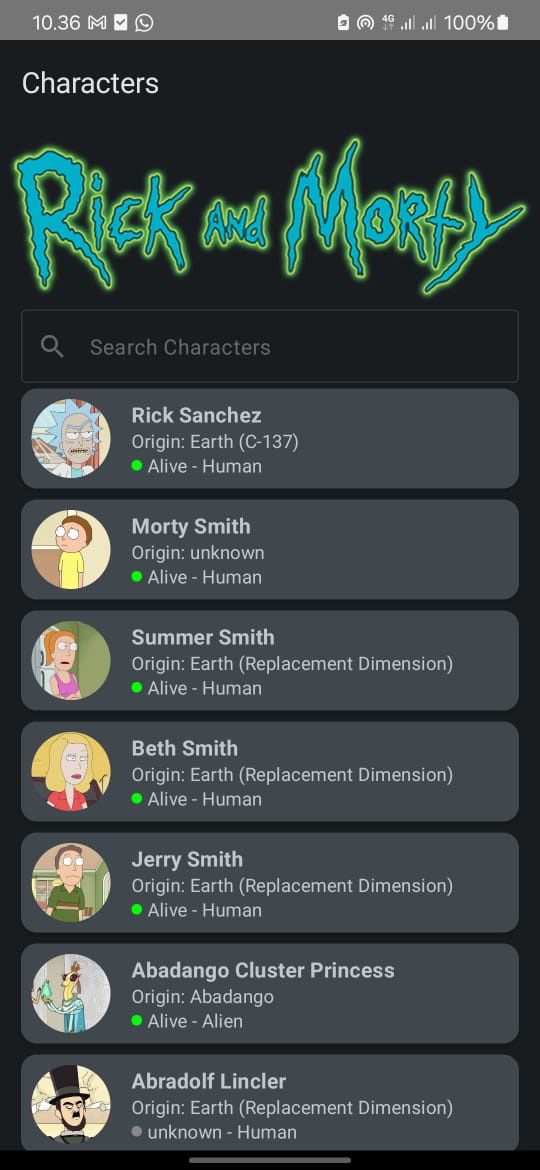 10.36
4G
100%
Characters
Rick and Morty
Search Characters
Rick Sanchez
Origin: Earth (C-137)
Alive - Human
Morty Smith
Origin: unknown
Alive - Human
Summer Smith
Origin: Earth (Replacement Dimension)
Alive - Human
Beth Smith
Origin: Earth (Replacement Dimension)
Alive - Human
Jerry Smith
Origin: Earth (Replacement Dimension)
Alive - Human
Abadango Cluster Princess
Origin: Abadango
Alive - Alien
Abradolf Lincler
Origin: Earth (Replacement Dimension)
unknown - Human